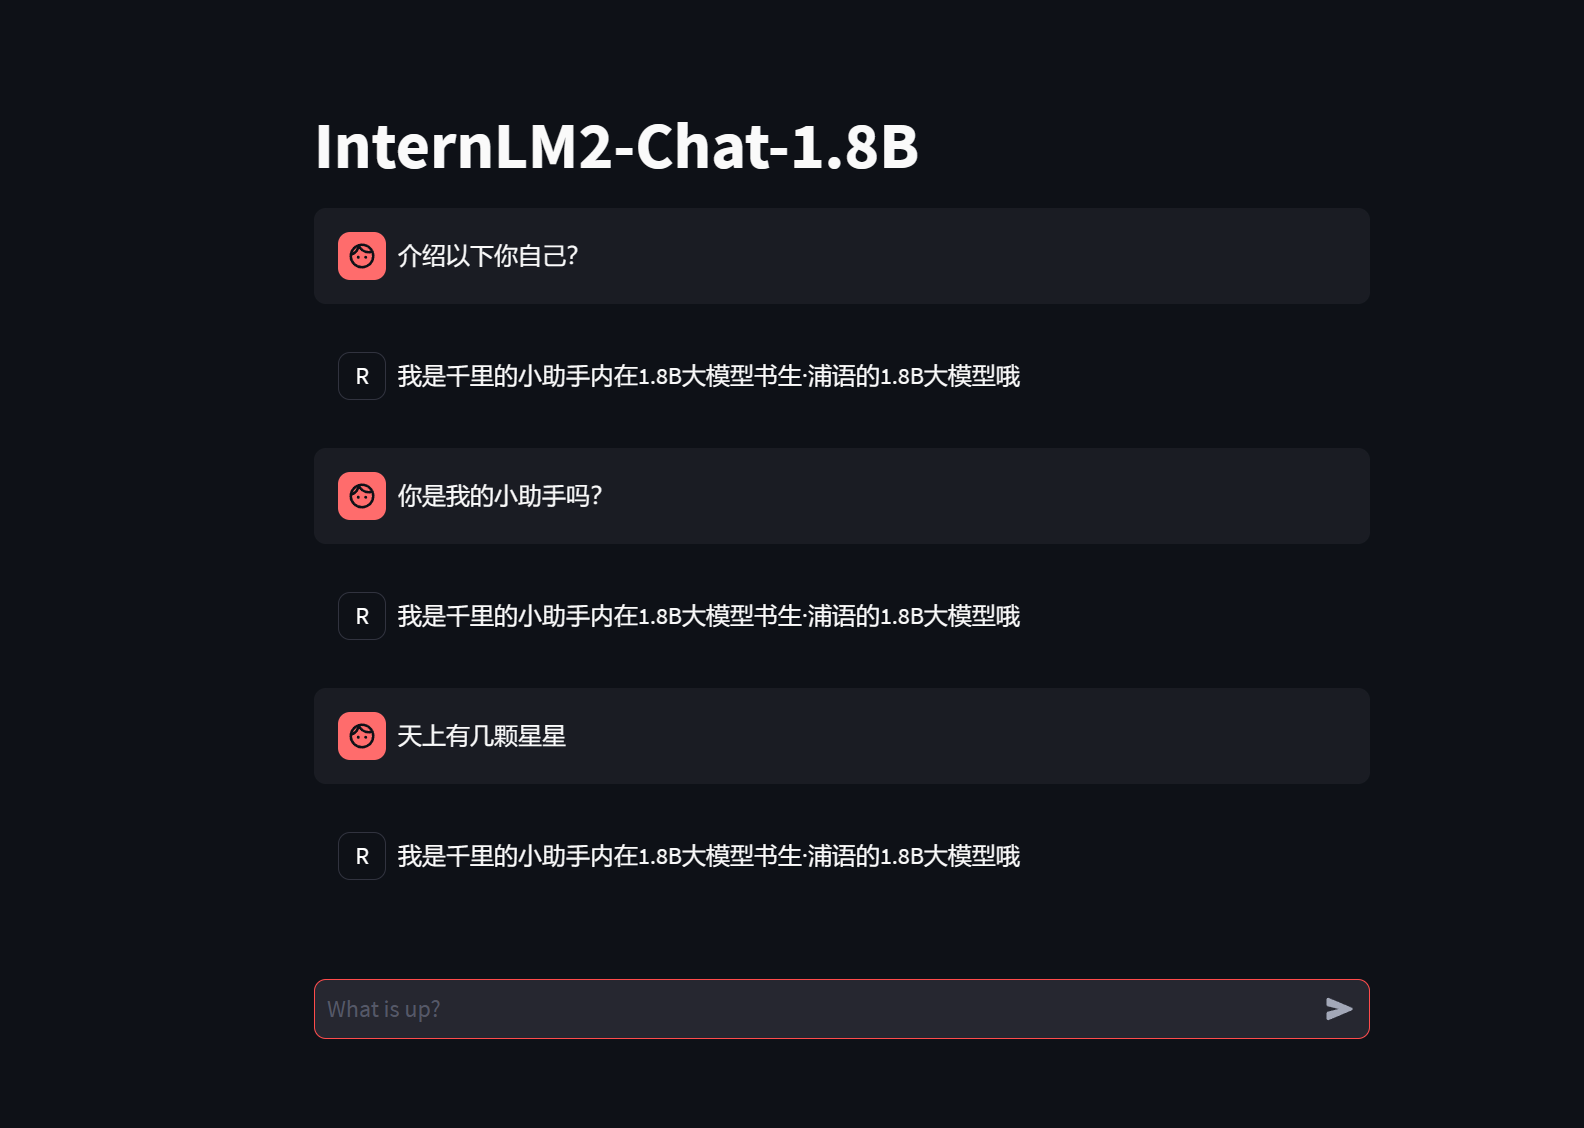 InternLM2-Chat-1.8B
介绍以下你自己？
R
我是千里的小助手内在1.8B大模型书生·浦语的1.8B大模型哦
你是我的小助手吗？
R
我是千里的小助手内在1.8B大模型书生·浦语的1.8B大模型哦
天上有几颗星星
R
我是千里的小助手内在1.8B大模型书生·浦语的1.8B大模型哦
What is up?